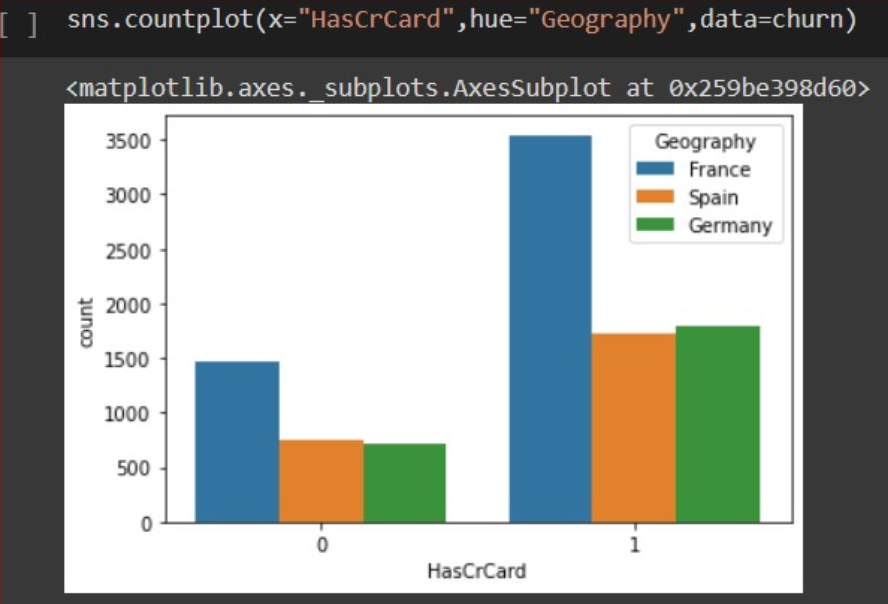 [ ] sns.countplot(x="HasCrCard",hue="Geography",data=churn)
<matplotlib.axes._subplots.AxesSubplot at 0x259be398d60>
Geography
France
Spain
Germany
3500
3000
2500
2000
1500
1000
500
0
count
0 1
HasCrCard